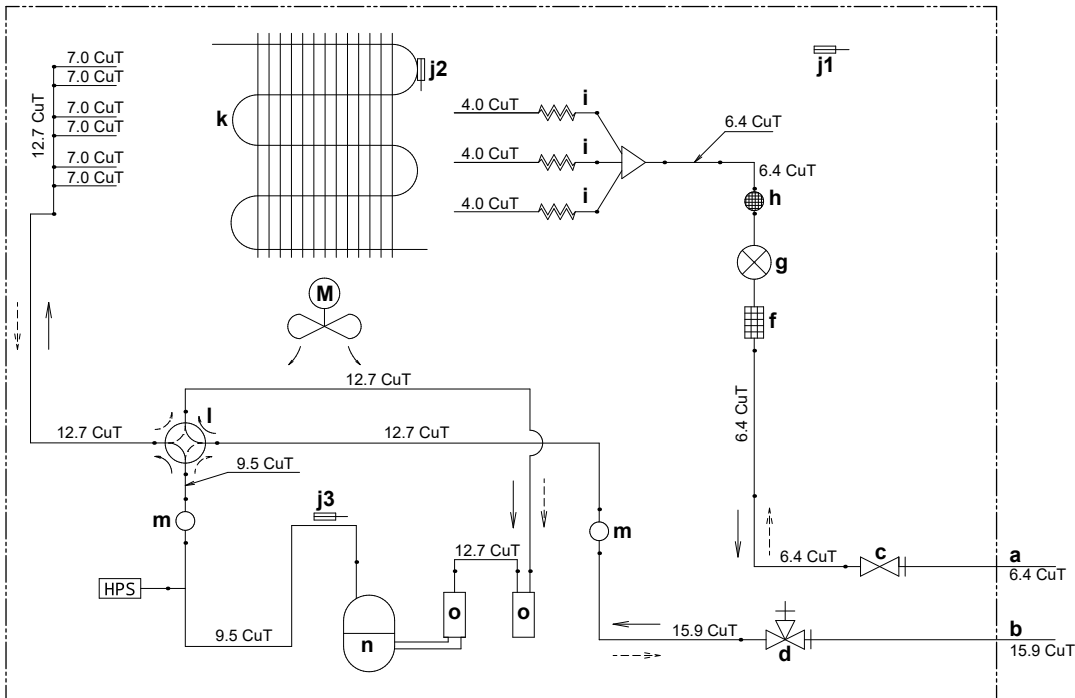 7.0 CuT
7.0 CuT
7.0 CuT
7.0 CuT
7.0 CuT
7.0 CuT
12.7 CuT
k
j2
j1
4.0 CuT
i
4.0 CuT
i
4.0 CuT
i
6.4 CuT
6.4 CuT
h
g
f
M
12.7 CuT
6.4 CuT
12.7 CuT
l
12.7 CuT
9.5 CuT
m
j3
12.7 CuT
m
6.4 CuT
c
a
6.4 CuT
HPS
9.5 CuT
n
o
o
15.9 CuT
d
b
15.9 CuT